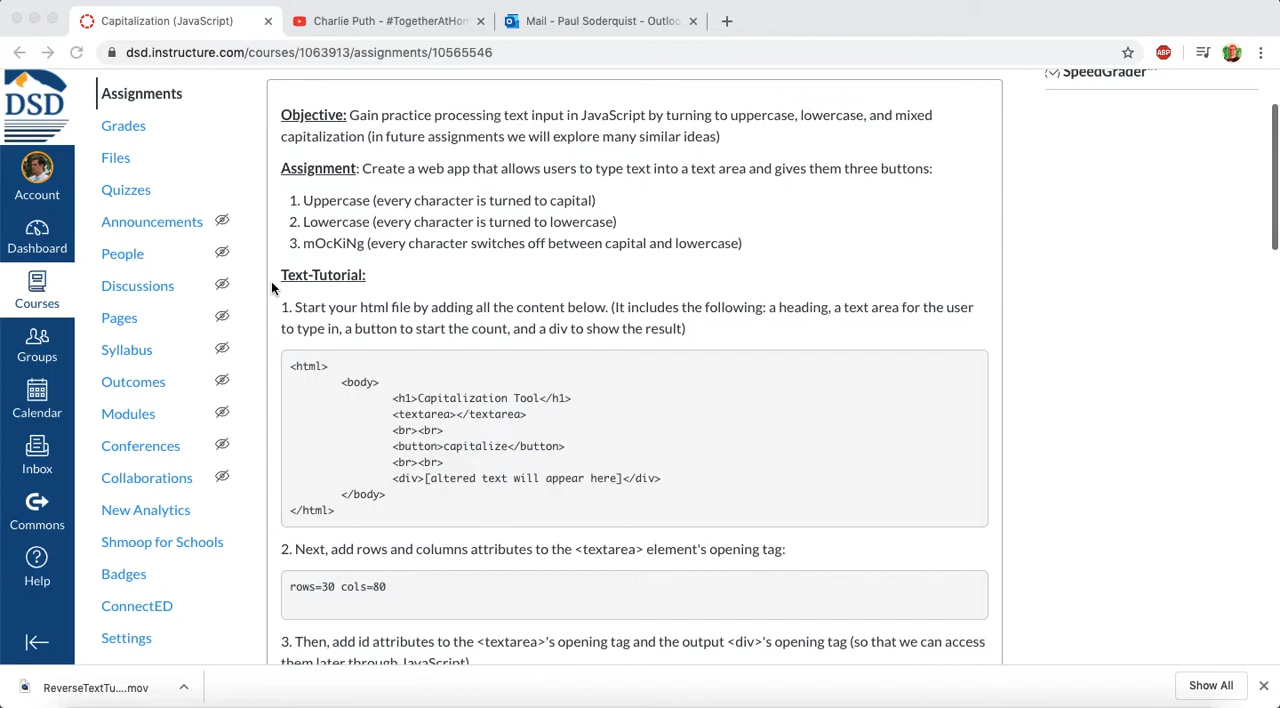 Capitalization (JavaScript)
Charlie Puth - #TogetherAtHon
Mail - Paul Soderquist - Outloo
dsd.instructure.com/courses/1063913/assignments/10565546
ABP
DSD
Account
Dashboard
Courses
Groups
Calendar
Inbox
Commons
Help
Assignments
Grades
Files
Quizzes
Announcements
People
Discussions
Pages
Syllabus
Outcomes
Modules
Conferences
Collaborations
New Analytics
Shmoop for Schools
Badges
ConnectED
Settings
SpeedGrader™
Objective: Gain practice processing text input in JavaScript by turning to uppercase, lowercase, and mixed
capitalization (in future assignments we will explore many similar ideas)
Assignment: Create a web app that allows users to type text into a text area and gives them three buttons:
1. Uppercase (every character is turned to capital)
2. Lowercase (every character is turned to lowercase)
3. mOcKiNg (every character switches off between capital and lowercase)
Text-Tutorial:
1. Start your html file by adding all the content below. (It includes the following: a heading, a text area for the user
to type in, a button to start the count, and a div to show the result)
<html>
<body>
<h1>Capitalization Tool</h1>
<textarea></textarea>
<br><br>
<button>capitalize</button>
<br><br>
<div>[altered text will appear here]</div>
</body>
</html>
2. Next, add rows and columns attributes to the <textarea> element's opening tag:
rows=30 cols=80
3. Then, add id attributes to the <textarea>'s opening tag and the output <div>'s opening tag (so that we can access
them later through JavaScript)
ReverseTextTu....mov
Show All